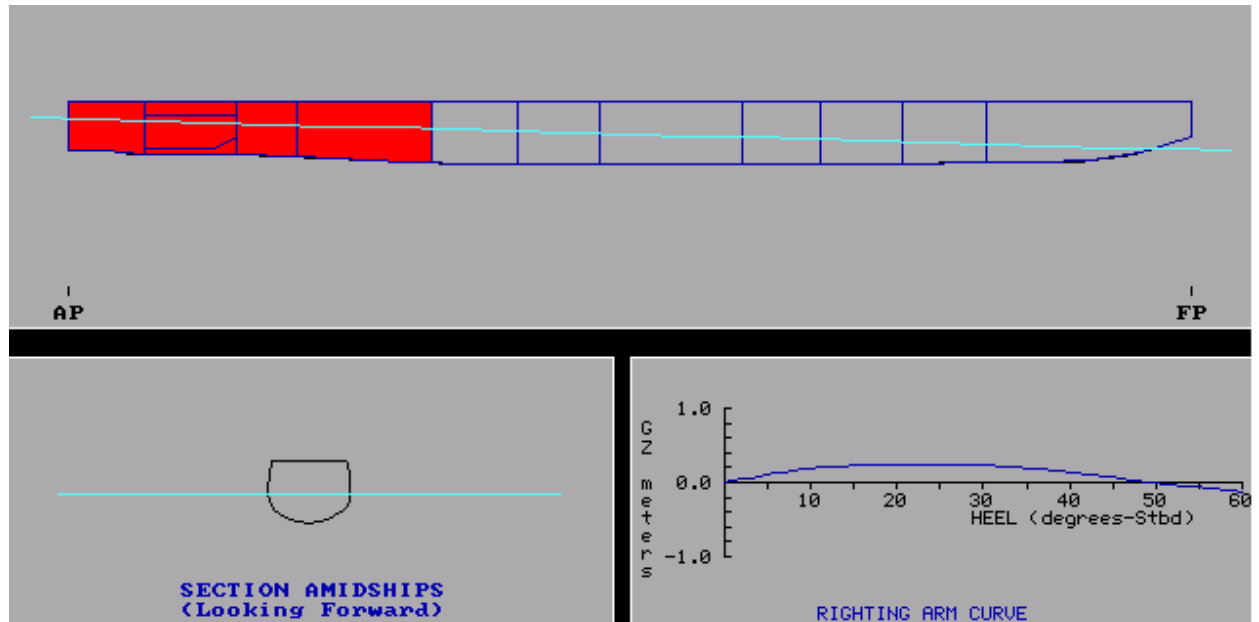 AP
FP
SECTION AMIDSHIPS
(Looking Forward)
GZ meters
1.0
0.0
-1.0
10 20 30 40 50 60
HEEL (degrees-Stbd)
RIGHTING ARM CURVE